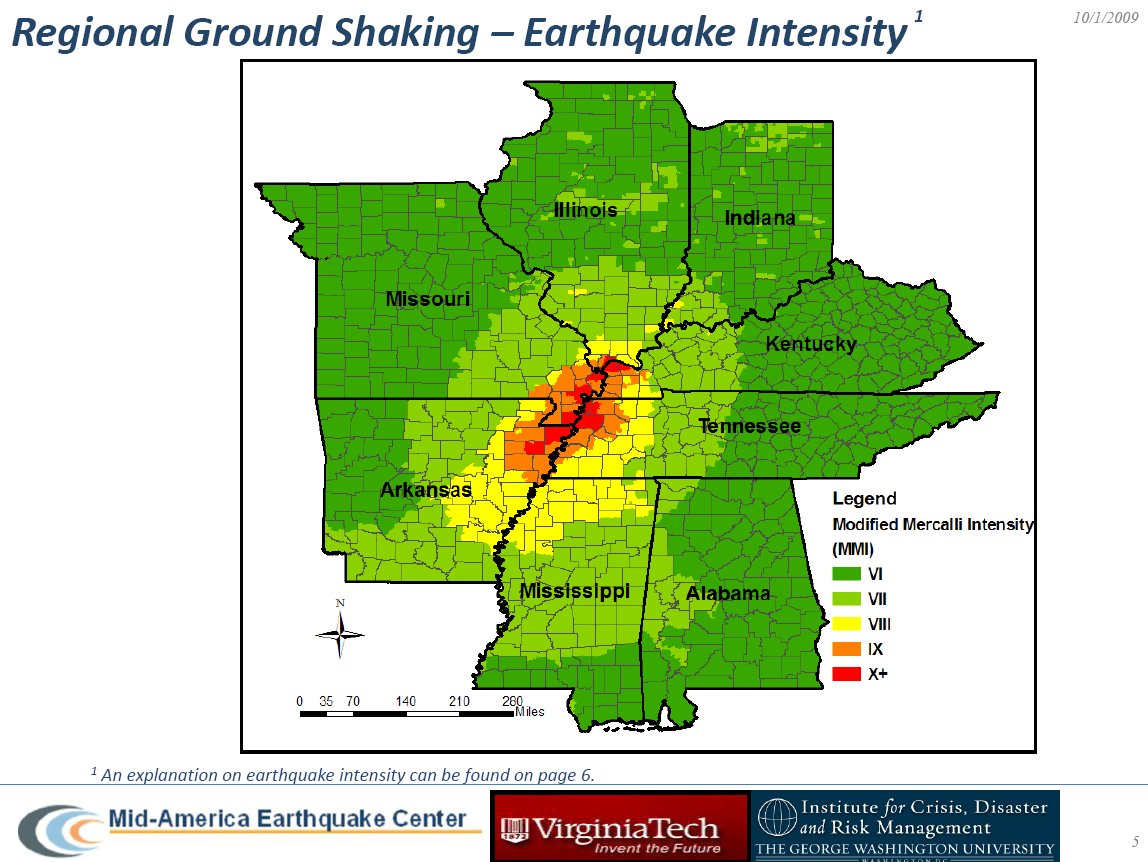 Regional Ground Shaking – Earthquake Intensity 1
10/1/2009
Illinois
Indiana
Missouri
Kentucky
Tennessee
Arkansas
Mississippi
Alabama
Legend
Modified Mercalli Intensity
(MMI)
VI
VII
VIII
IX
X+
N
0 35 70 140 210 280
Miles
1 An explanation on earthquake intensity can be found on page 6.
Mid-America Earthquake Center
1872
VirginiaTech
Invent the Future
Institute for Crisis, Disaster
and Risk Management
THE GEORGE WASHINGTON UNIVERSITY
WASHINGTON DC
5